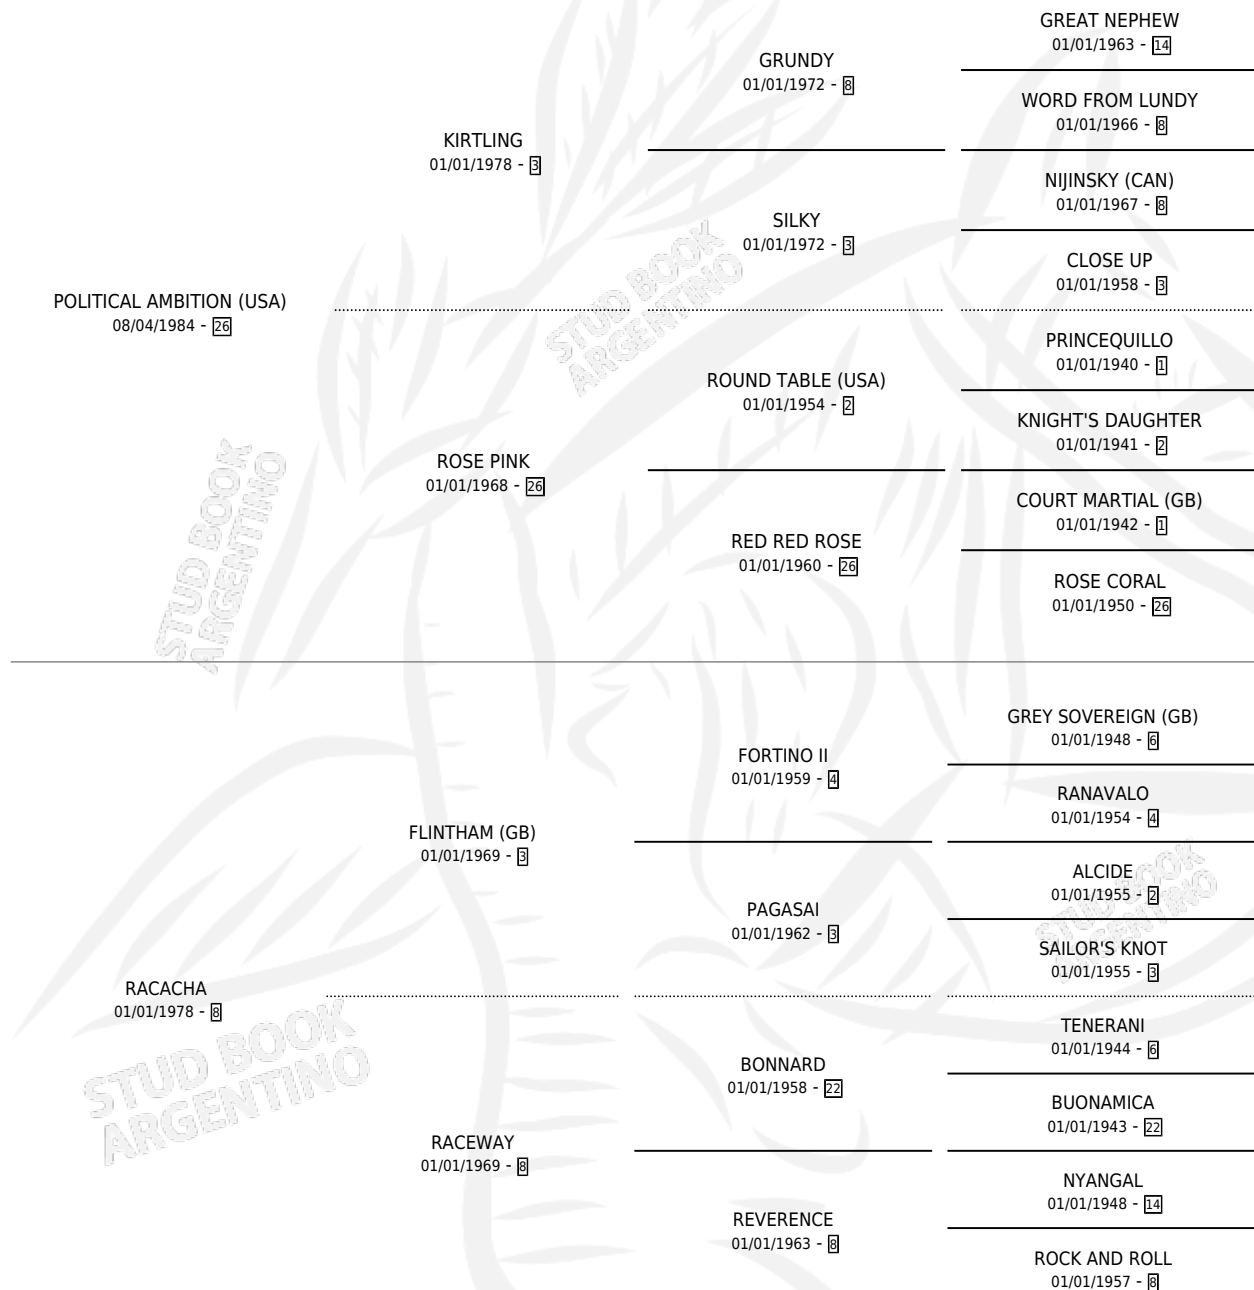 GREAT NEPHEW
01/01/1963 - 14
GRUNDY
01/01/1972 - 8
WORD FROM LUNDY
01/01/1966 - 8
KIRTLING
01/01/1978 - 3
NIJINSKY (CAN)
01/01/1967 - 8
SILKY
01/01/1972 - 3
CLOSE UP
01/01/1958 - 3
POLITICAL AMBITION (USA)
08/04/1984 - 26
PRINCEQUILLO
01/01/1940 - 1
ROUND TABLE (USA)
01/01/1954 - 2
KNIGHT'S DAUGHTER
01/01/1941 - 2
ROSE PINK
01/01/1968 - 26
COURT MARTIAL (GB)
01/01/1942 - 1
RED RED ROSE
01/01/1960 - 26
ROSE CORAL
01/01/1950 - 26
GREY SOVEREIGN (GB)
01/01/1948 - 6
FORTINO II
01/01/1959 - 4
RANAVALO
01/01/1954 - 4
FLINTHAM (GB)
01/01/1969 - 3
ALCIDE
01/01/1955 - 2
PAGASAI
01/01/1962 - 3
SAILOR'S KNOT
01/01/1955 - 3
RACACHA
01/01/1978 - 8
TENERANI
01/01/1944 - 6
BONNARD
01/01/1958 - 22
BUONAMICA
01/01/1943 - 22
RACEWAY
01/01/1969 - 8
NYANGAL
01/01/1948 - 14
REVERENCE
01/01/1963 - 8
ROCK AND ROLL
01/01/1957 - 8
STUD BOOK
ARGENTINO
STUD BOOK
ARGENTINO
STUD BOOK
ARGENTINO
STUD BOOK
ARGENTINO